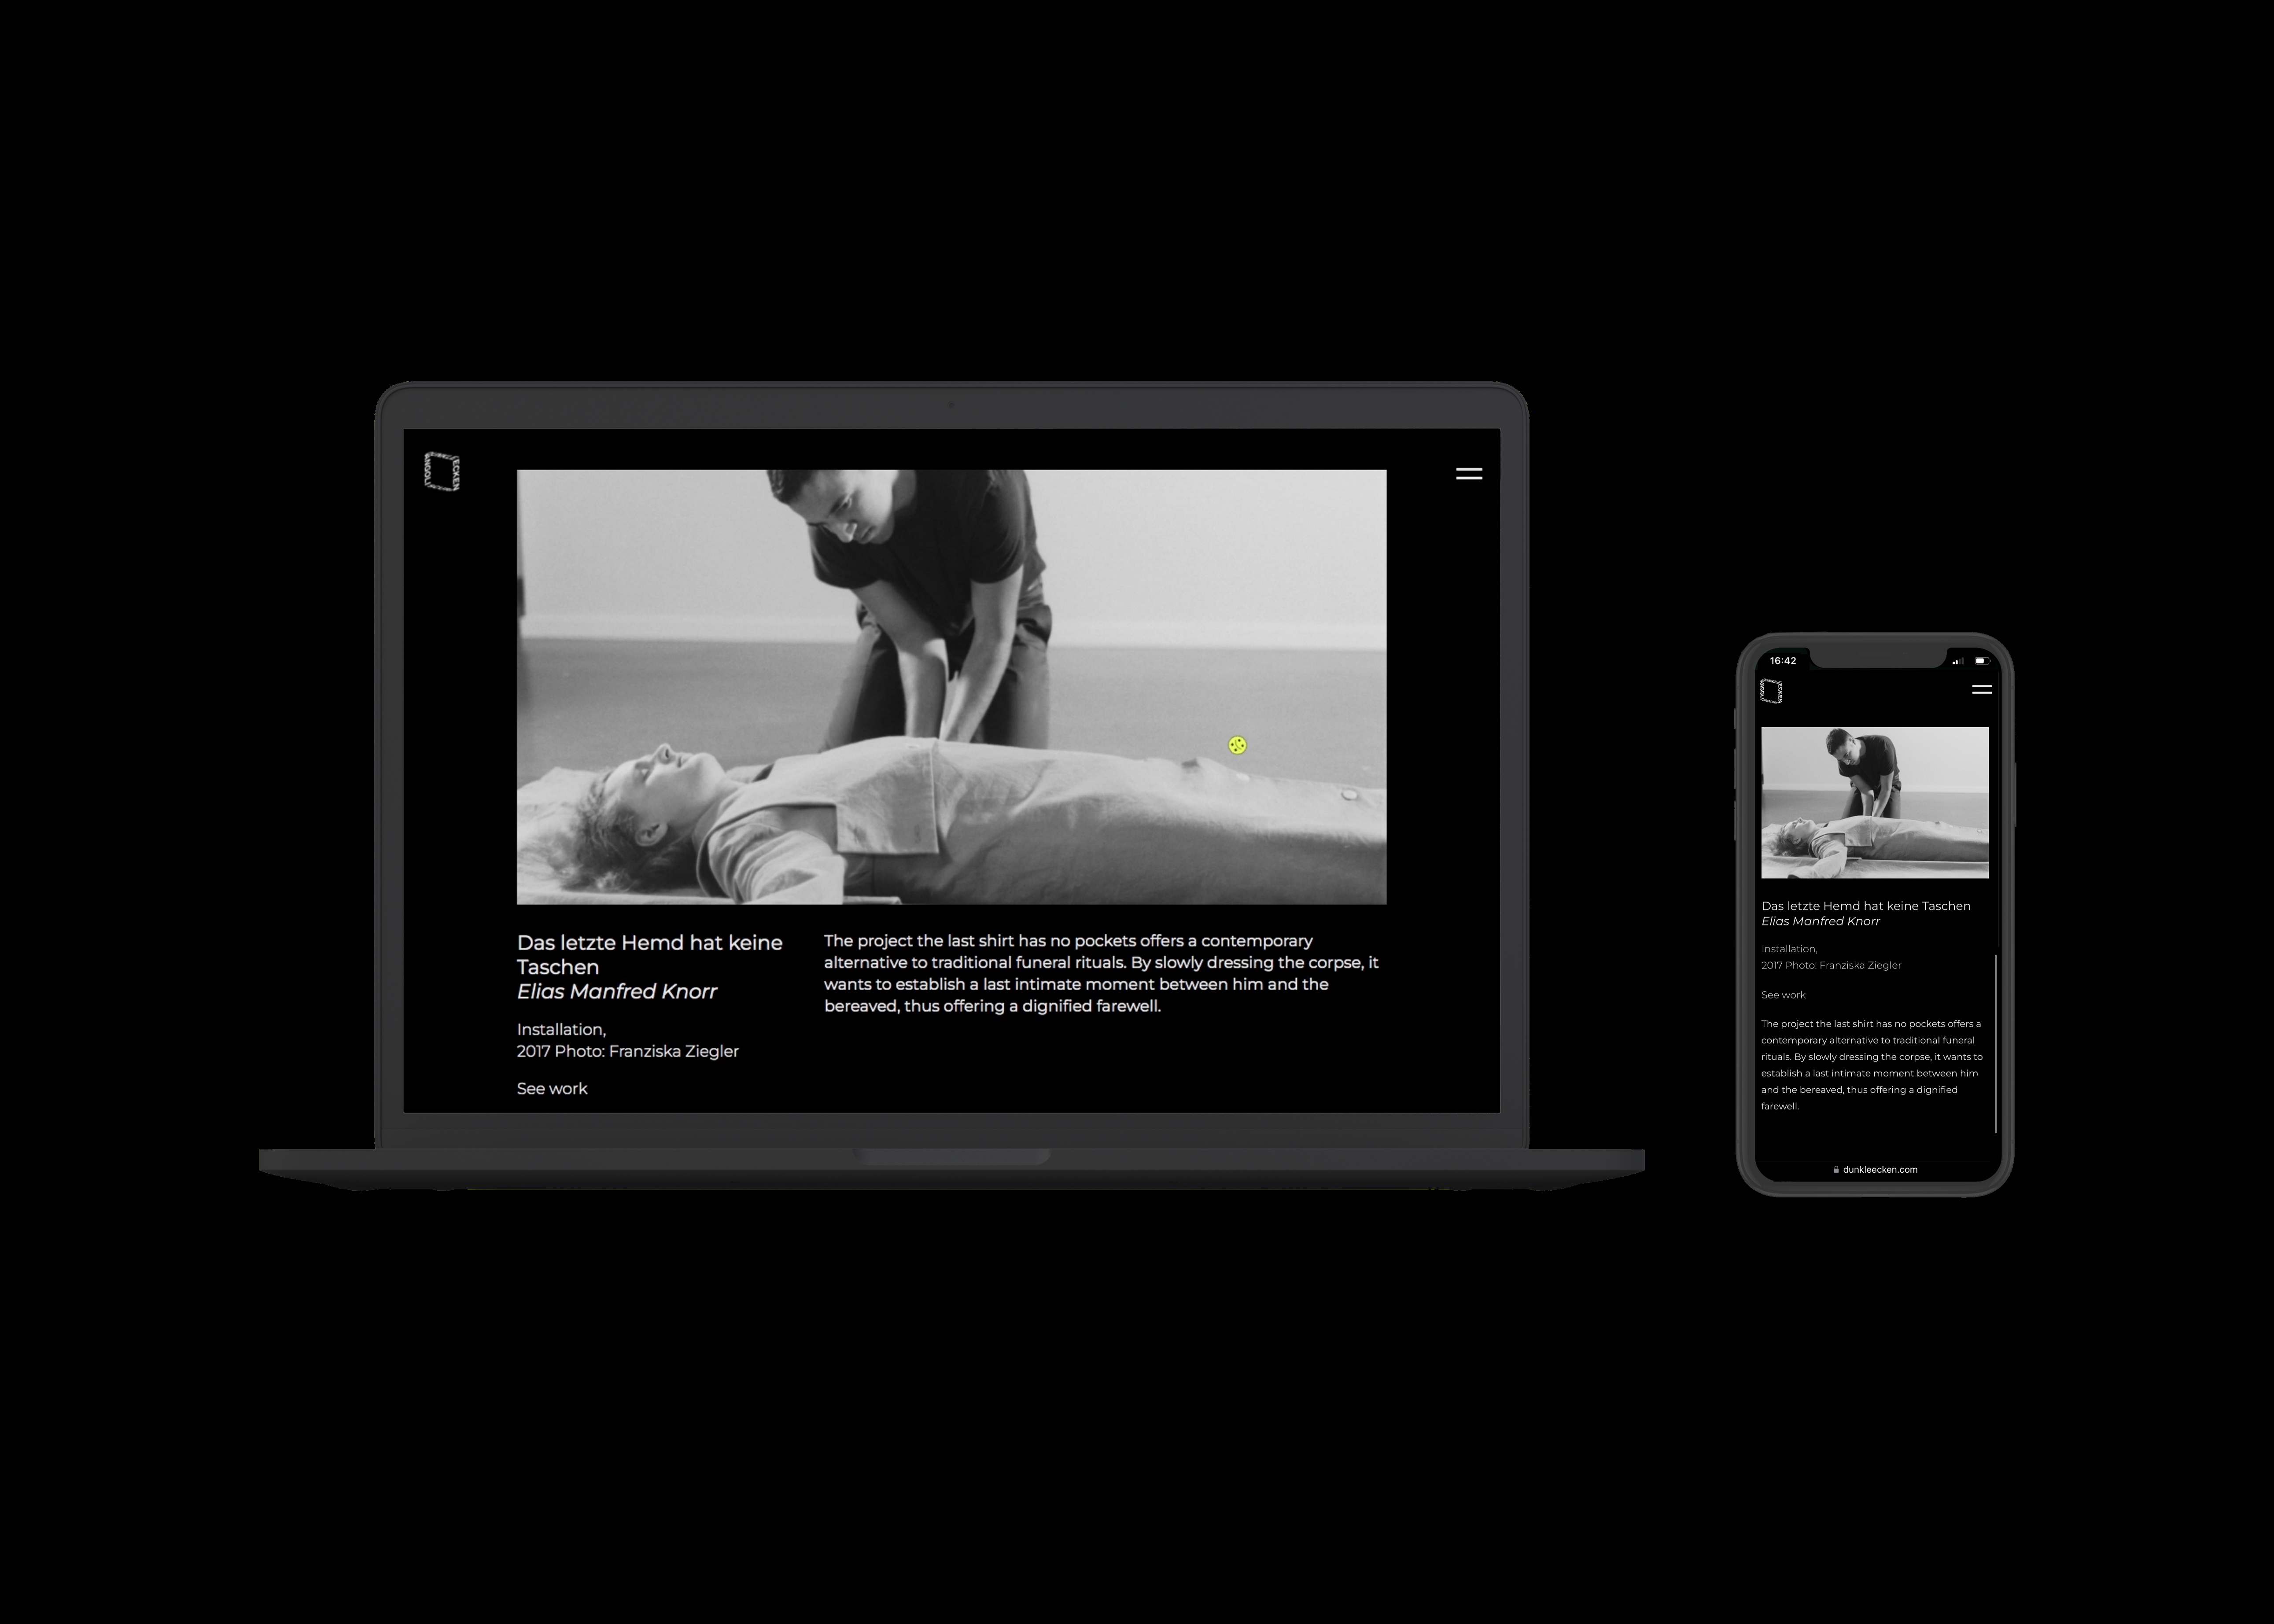 ECKEN
ANGOLI
Das letzte Hemd hat keine
Taschen
Elias Manfred Knorr
Installation,
2017 Photo: Franziska Ziegler
See work
The project the last shirt has no pockets offers a contemporary
alternative to traditional funeral rituals. By slowly dressing the corpse, it
wants to establish a last intimate moment between him and the
bereaved, thus offering a dignified farewell.
16:42
ECKEN
ANGOLI
Das letzte Hemd hat keine Taschen
Elias Manfred Knorr
Installation,
2017 Photo: Franziska Ziegler
See work
The project the last shirt has no pockets offers a
contemporary alternative to traditional funeral
rituals. By slowly dressing the corpse, it wants to
establish a last intimate moment between him
and the bereaved, thus offering a dignified
farewell.
dunkleecken.com